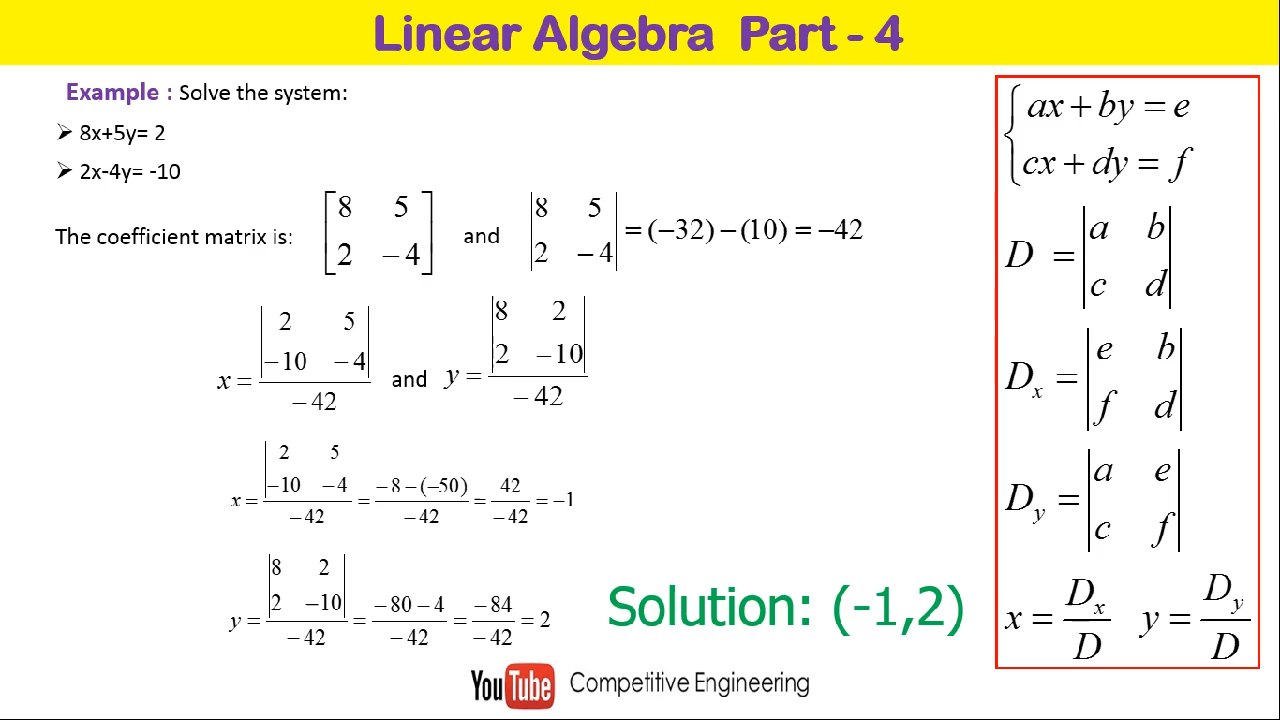 Linear Algebra Part - 4
Example : Solve the system:
➢ 8x+5y= 2
➢ 2x-4y= -10
The coefficient matrix is: [8 5; 2 −4] and |8 5; 2 −4| = (−32) − (10) = −42
x = |2 5; −10 −4| / −42 and y = |8 2; 2 −10| / −42
x = |2 5; −10 −4| / −42 = −8 − (−50) / −42 = 42 / −42 = −1
y = |8 2; 2 −10| / −42 = −80 − 4 / −42 = −84 / −42 = 2
Solution: (-1,2)
{ ax + by = e
cx + dy = f
D = |a b; c d|
Dx = |e b; f d|
Dy = |a e; c f|
x = Dx / D y = Dy / D
YouTube Competitive Engineering